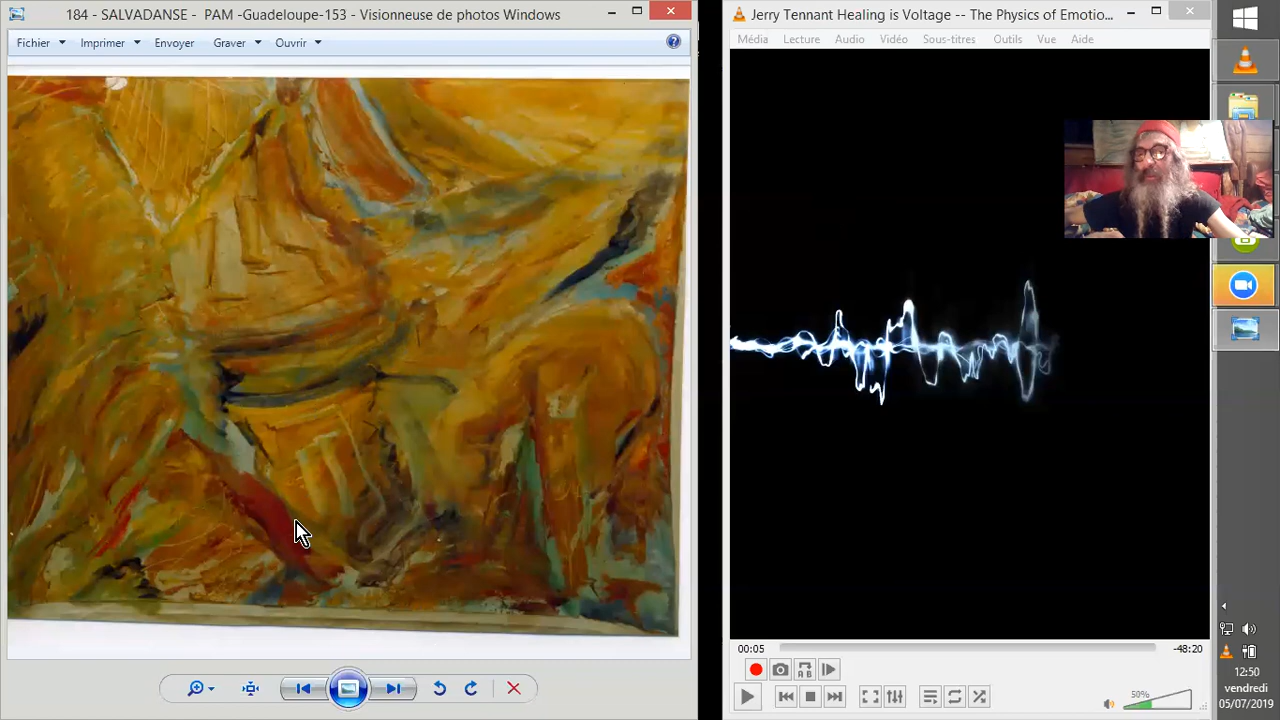 184 - SALVADANSE - PAM -Guadeloupe-153 - Visionneuse de photos Windows
Fichier Imprimer Envoyer Graver Ouvrir
Jerry Tennant Healing is Voltage -- The Physics of Emotio...
Média Lecture Audio Vidéo Sous-titres Outils Vue Aide
00:05 -48:20
A B
50%
12:50
vendredi
05/07/2019